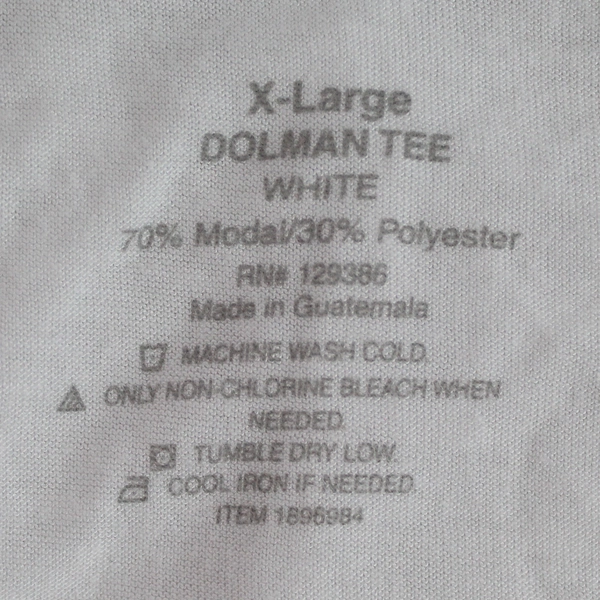 X-Large
DOLMAN TEE
WHITE
70% Modal/30% Polyester
RN# 129386
Made in Guatemala
MACHINE WASH COLD.
ONLY NON-CHLORINE BLEACH WHEN
NEEDED.
TUMBLE DRY LOW.
COOL IRON IF NEEDED.
ITEM 1896984